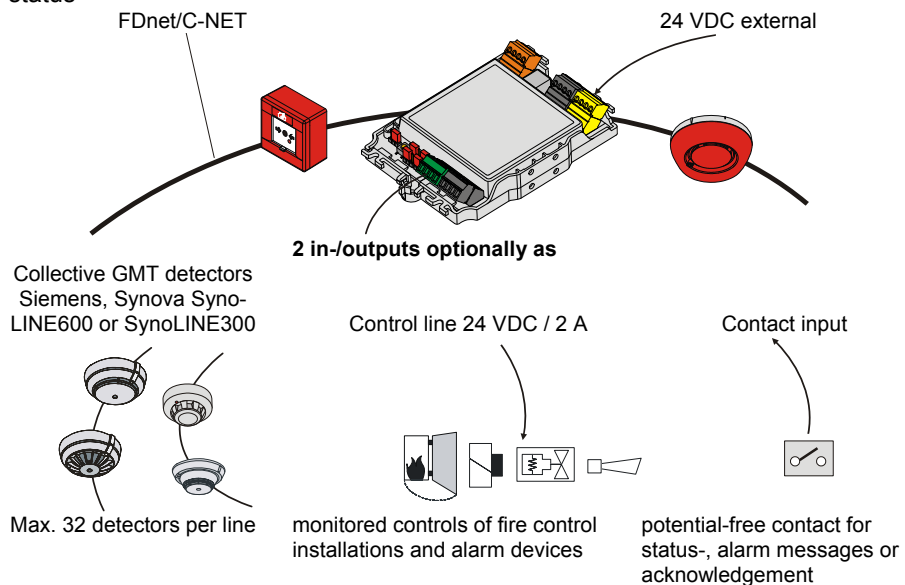 status
FDnet/C-NET
24 VDC external
2 in-/outputs optionally as
Collective GMT detectors
Siemens, Synova Syno-
LINE600 or SynoLINE300
Control line 24 VDC / 2 A
Contact input
Max. 32 detectors per line
monitored controls of fire control
installations and alarm devices
potential-free contact for
status-, alarm messages or
acknowledgement